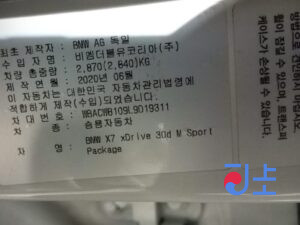 최초 제작자 : BMW AG 독일
수 입 자 명 : 비엠더블유코리아(주)
차량 총중량 : 2,870(2,840)KG
제 작 연 월 : 2020년 06월
이 자동차는 대한민국 자동차관리법령에
적합하게 제작(수입)되었습니다.
차 대 번 호 : WBACW8109L9D19311
차 종 : 승용자동차
차 명 : BMW X7 xDrive 30d M Sport
Package
케이스가 손상될 수 있습니다.